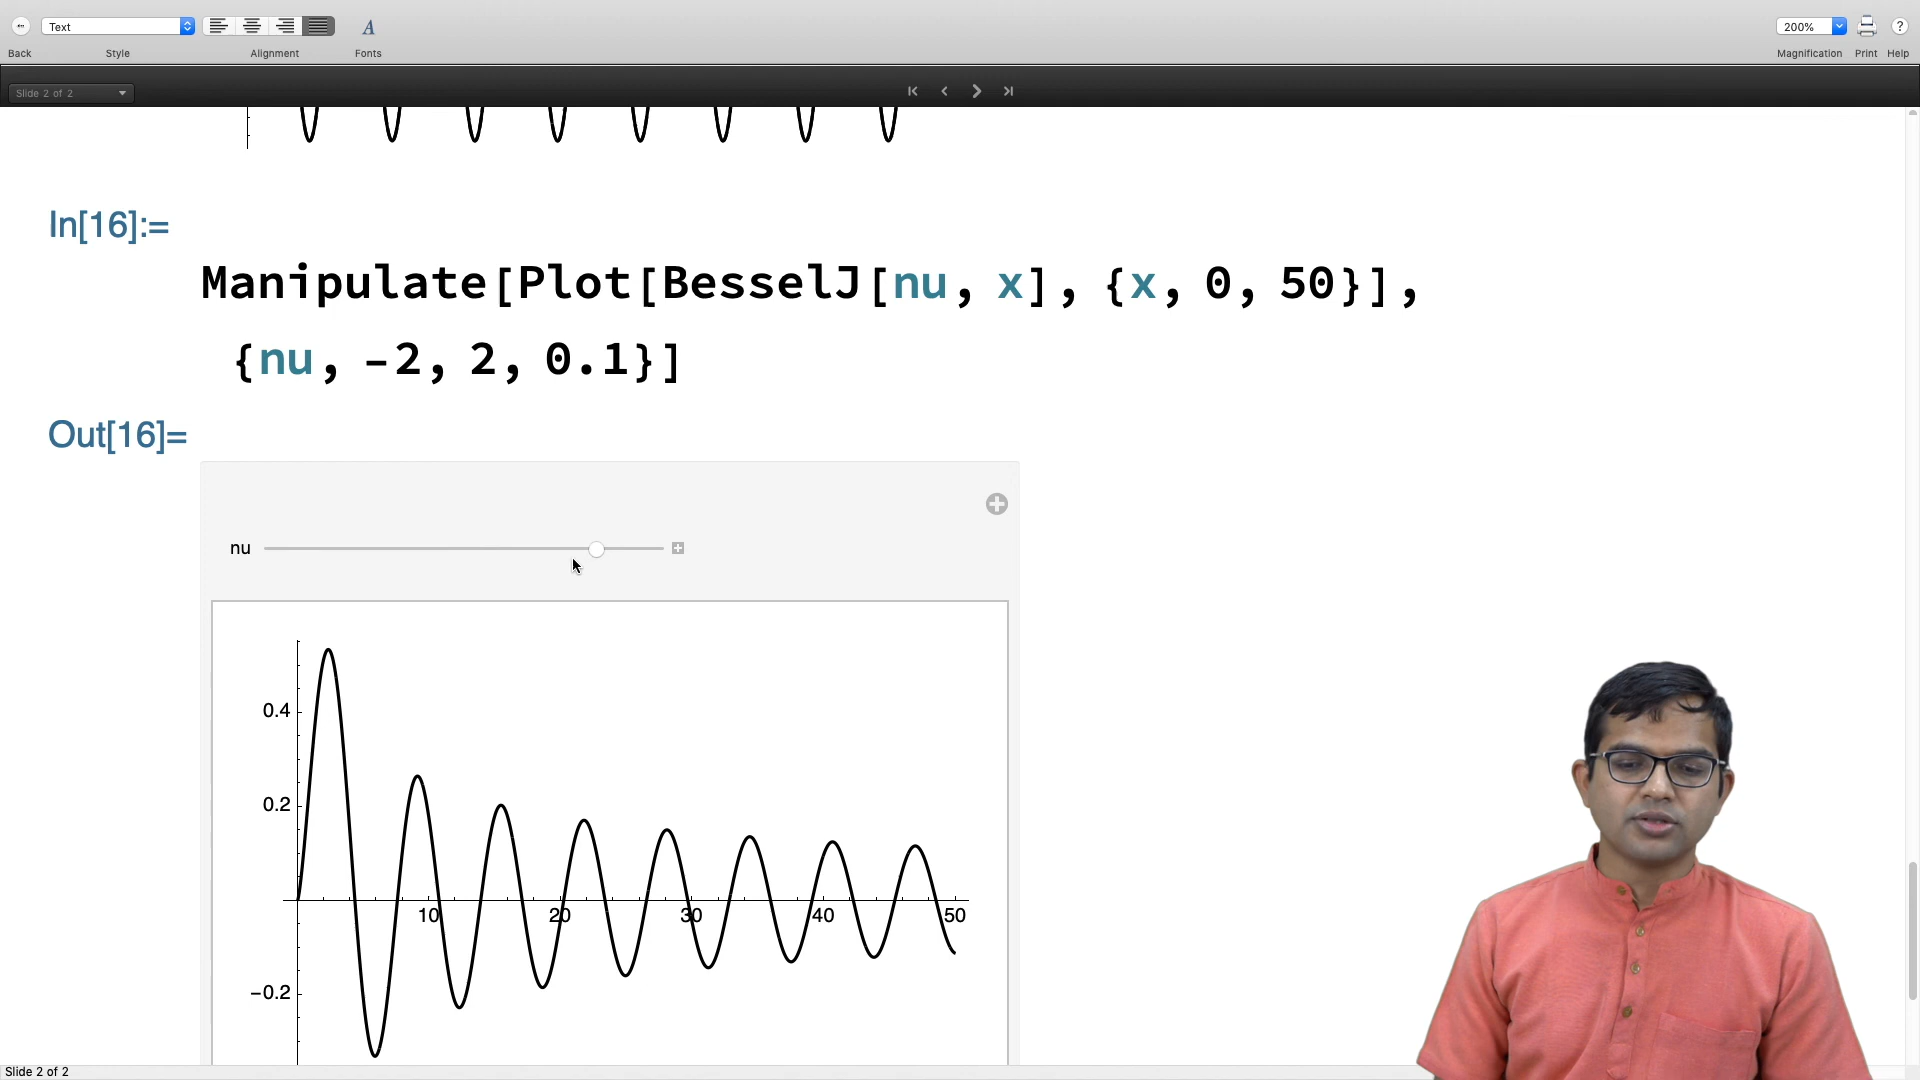 Text
200%
Back
Style
Alignment
Fonts
Magnification
Print
Help
Slide 2 of 2
In[16]:=
Manipulate[Plot[BesselJ[nu, x], {x, 0, 50}],
{nu, -2, 2, 0.1}]
Out[16]=
nu
0.4
0.2
10
20
30
40
50
-0.2
Slide 2 of 2